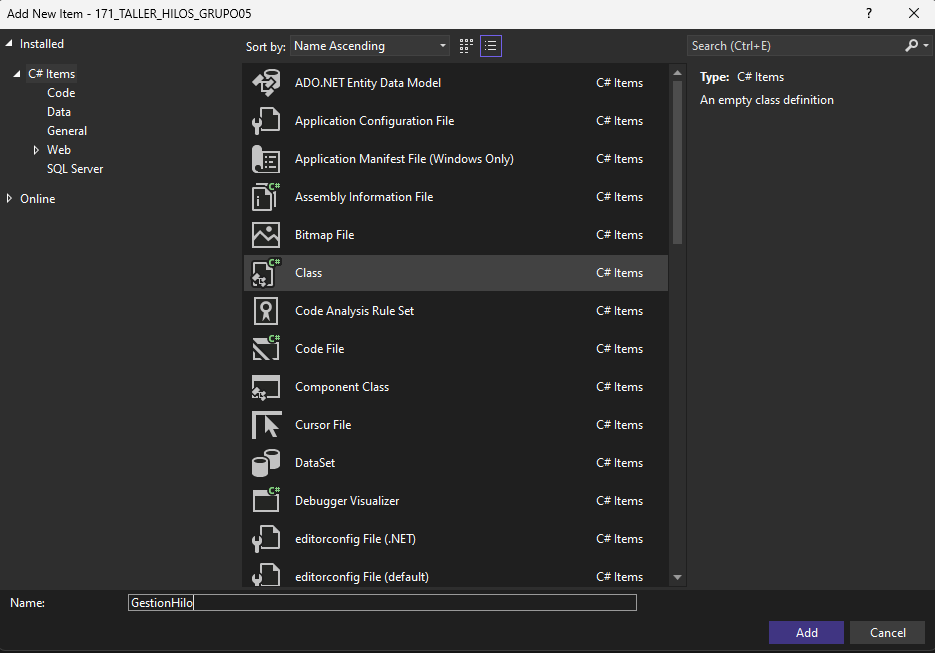 Add New Item - 171_TALLER_HILOS_GRUPO05 ?
Installed
C# Items
Code
Data
General
Web
SQL Server
Online
Sort by: Name Ascending
ADO.NET Entity Data Model C# Items
Application Configuration File C# Items
Application Manifest File (Windows Only) C# Items
C# Assembly Information File C# Items
Bitmap File C# Items
C# Class C# Items
Code Analysis Rule Set C# Items
C# Code File C# Items
Component Class C# Items
Cursor File C# Items
DataSet C# Items
C# Debugger Visualizer C# Items
editorconfig File (.NET) C# Items
editorconfig File (default) C# Items
Search (Ctrl+E)
Type: C# Items
An empty class definition
Name: GestionHilo
Add Cancel